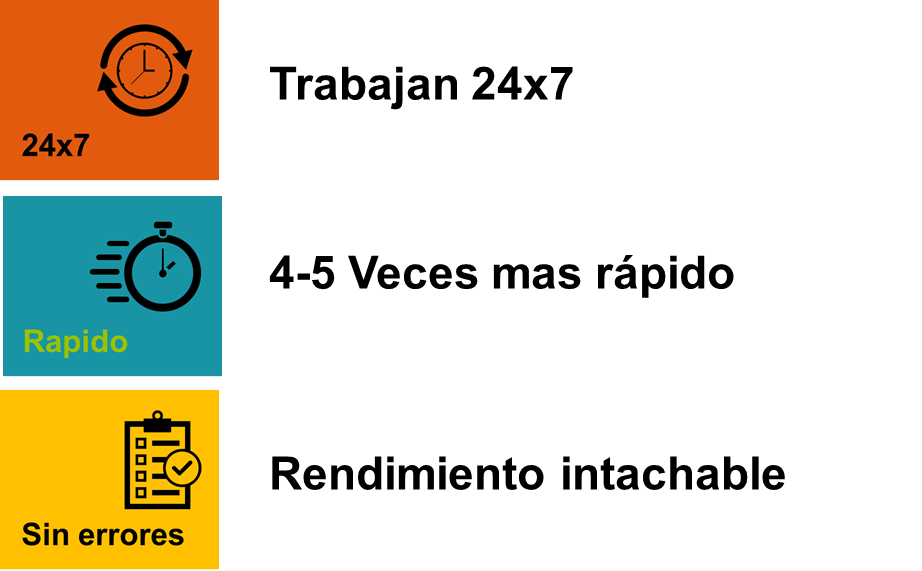 24x7
Trabajan 24x7
Rapido
4-5 Veces mas rápido
Sin errores
Rendimiento intachable